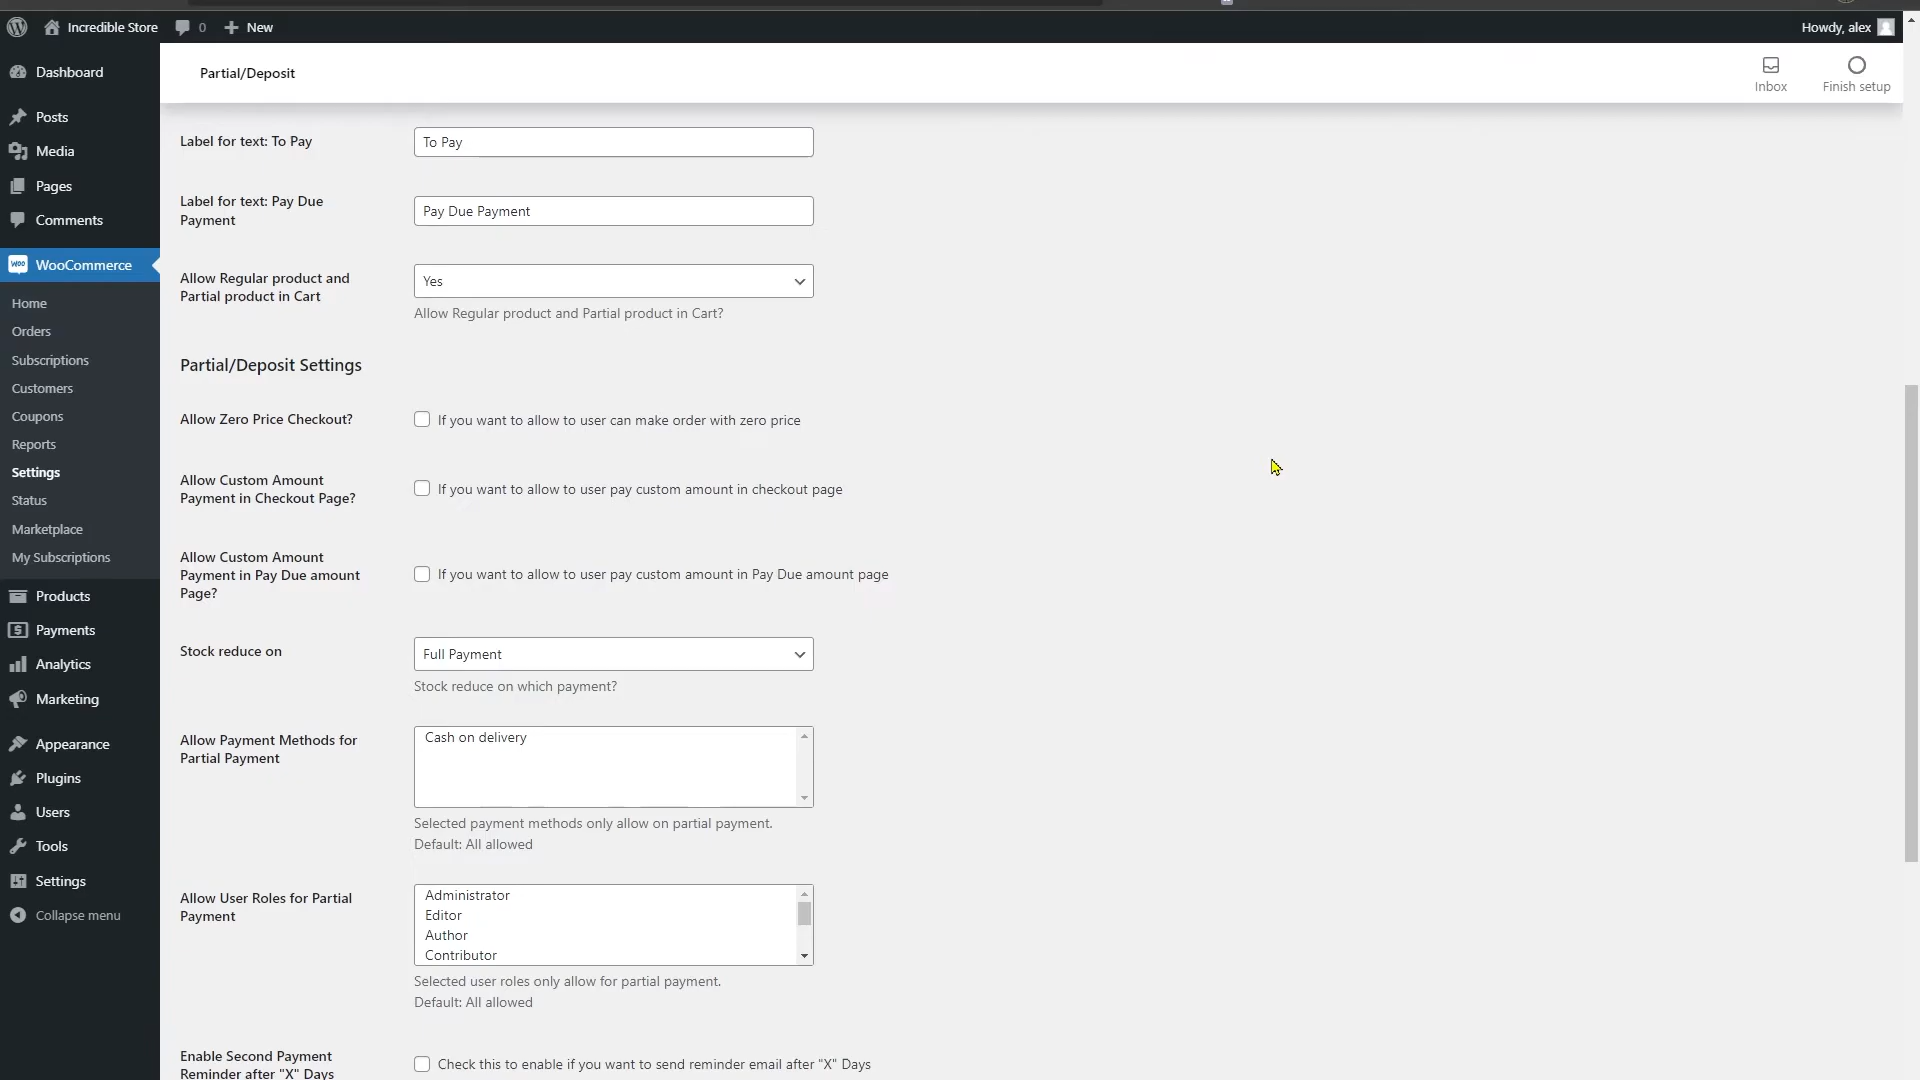 Incredible Store
0
New
Howdy, alex
Dashboard
Posts
Media
Pages
Comments
WooCommerce
Home
Orders
Subscriptions
Customers
Coupons
Reports
Settings
Status
Marketplace
My Subscriptions
Products
Payments
Analytics
Marketing
Appearance
Plugins
Users
Tools
Settings
Collapse menu
Partial/Deposit
Inbox
Finish setup
Label for text: To Pay
To Pay
Label for text: Pay Due
Payment
Pay Due Payment
Allow Regular product and
Partial product in Cart
Yes
Allow Regular product and Partial product in Cart?
Partial/Deposit Settings
Allow Zero Price Checkout?
If you want to allow to user can make order with zero price
Allow Custom Amount
Payment in Checkout Page?
If you want to allow to user pay custom amount in checkout page
Allow Custom Amount
Payment in Pay Due amount
Page?
If you want to allow to user pay custom amount in Pay Due amount page
Stock reduce on
Full Payment
Stock reduce on which payment?
Allow Payment Methods for
Partial Payment
Cash on delivery
Selected payment methods only allow on partial payment.
Default: All allowed
Allow User Roles for Partial
Payment
Administrator
Editor
Author
Contributor
Selected user roles only allow for partial payment.
Default: All allowed
Enable Second Payment
Reminder after "X" Days
Check this to enable if you want to send reminder email after "X" Days